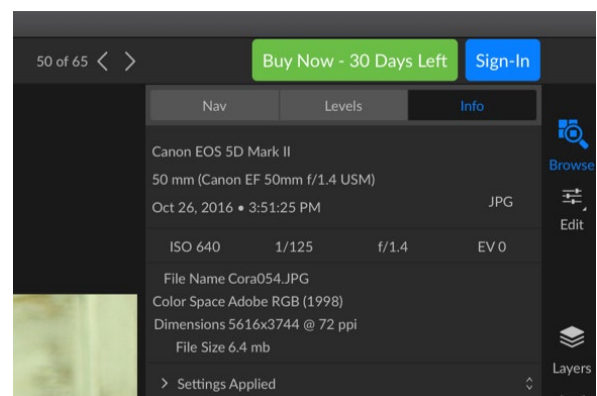 50 of 65
Buy Now - 30 Days Left
Sign-In
Nav Levels Info
Canon EOS 5D Mark II
50 mm (Canon EF 50mm f/1.4 USM)
Oct 26, 2016 • 3:51:25 PM JPG
ISO 640 1/125 f/1.4 EV 0
File Name Cora054.JPG
Color Space Adobe RGB (1998)
Dimensions 5616x3744 @ 72 ppi
File Size 6.4 mb
Settings Applied
Browse
Edit
Layers